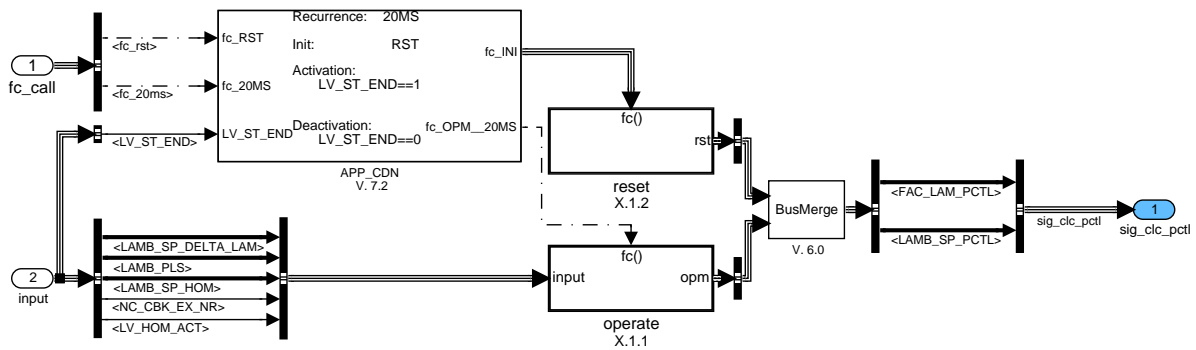 Recurrence: 20MS
<fc_rst>
fc_RST
Init: RST
fc_INI
1
fc_call
Activation:
LV_ST_END==1
<fc_20ms>
fc_20MS
fc()
Deactivation:
LV_ST_END==0
fc_OPM__20MS
<LV_ST_END>
LV_ST_END
rst
APP_CDN
V. 7.2
reset
X.1.2
<FAC_LAM_PCTL>
BusMerge
1
sig_clc_pctl
sig_clc_pctl
<LAMB_SP_PCTL>
V. 6.0
<LAMB_SP_DELTA_LAM>
fc()
<LAMB_PLS>
2
input
input
opm
<LAMB_SP_HOM>
<NC_CBK_EX_NR>
<LV_HOM_ACT>
operate
X.1.1